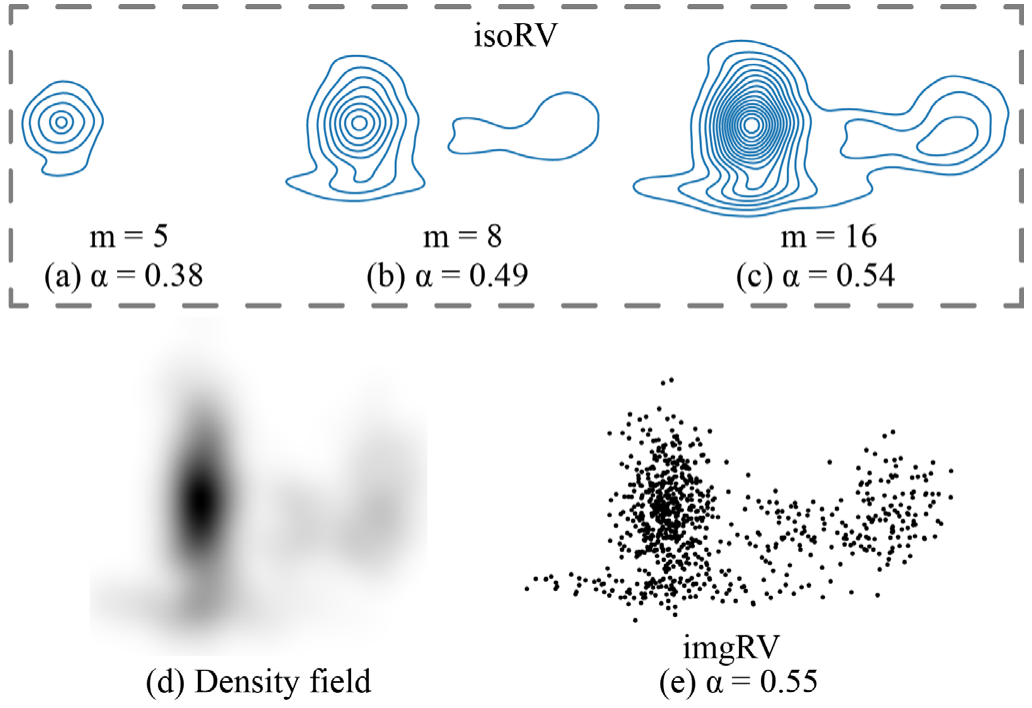 isoRV
m = 5
(a) α = 0.38
m = 8
(b) α = 0.49
m = 16
(c) α = 0.54
(d) Density field
imgRV
(e) α = 0.55